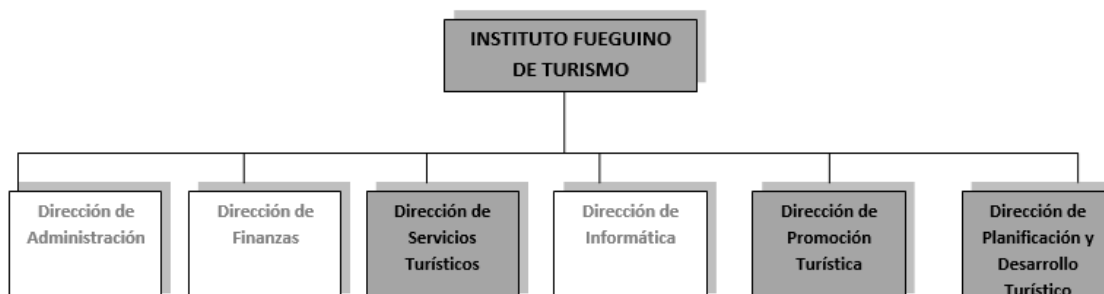 INSTITUTO FUEGUINO
DE TURISMO
Dirección de
Administración
Dirección de
Finanzas
Dirección de
Servicios
Turísticos
Dirección de
Informática
Dirección de
Promoción
Turística
Dirección de
Planificación y
Desarrollo
Turístico